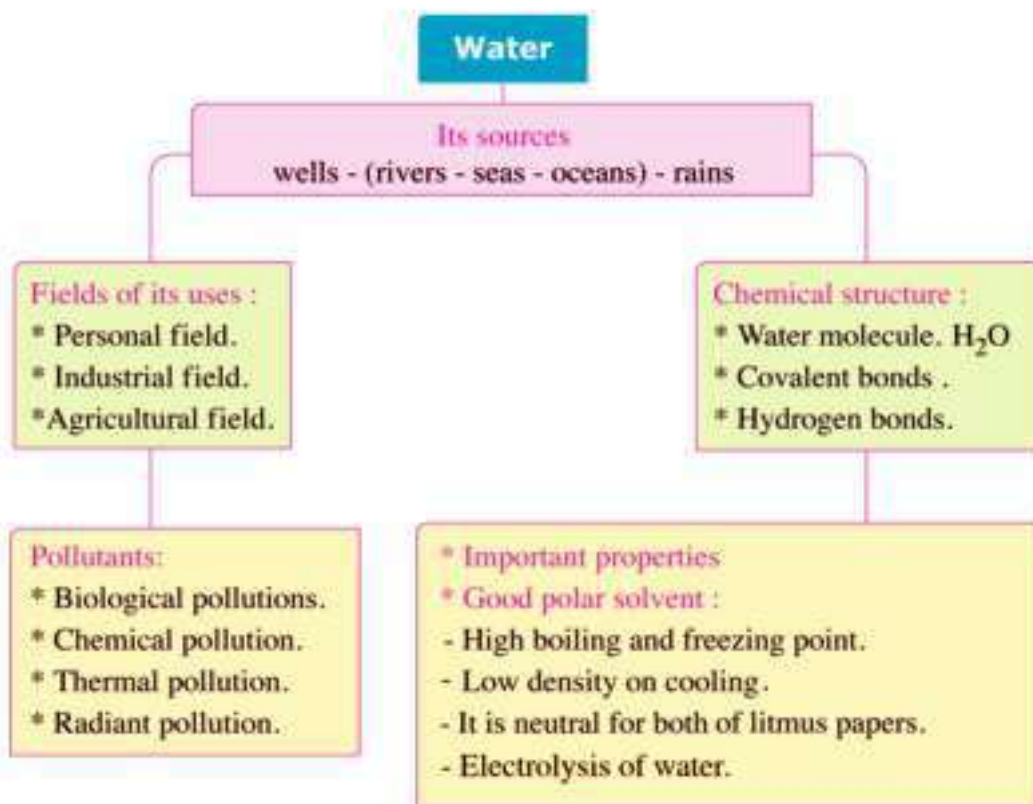 Water
Its sources
wells - (rivers - seas - oceans) - rains
Fields of its uses :
* Personal field.
* Industrial field.
*Agricultural field.
Chemical structure :
* Water molecule. H₂O
* Covalent bonds .
* Hydrogen bonds.
Pollutants:
* Biological pollutions.
* Chemical pollution.
* Thermal pollution.
* Radiant pollution.
* Important properties
* Good polar solvent :
- High boiling and freezing point.
- Low density on cooling.
- It is neutral for both of litmus papers.
- Electrolysis of water.